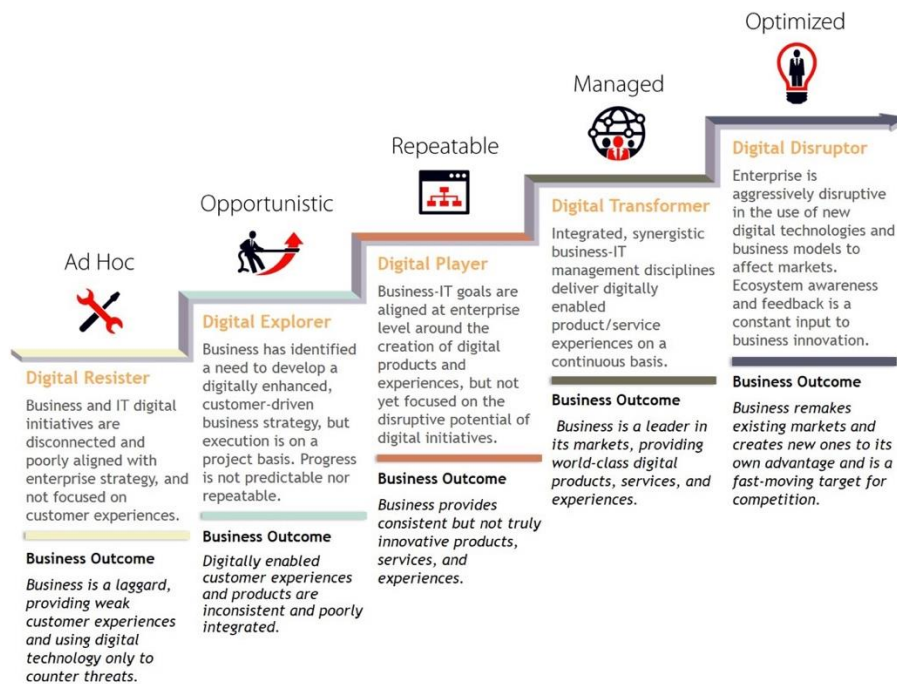 Ad Hoc
Digital Resister
Business and IT digital
initiatives are
disconnected and
poorly aligned with
enterprise strategy, and
not focused on
customer experiences.
Business Outcome
Business is a laggard,
providing weak
customer experiences
and using digital
technology only to
counter threats.
Opportunistic
Digital Explorer
Business has identified
a need to develop a
digitally enhanced,
customer-driven
business strategy, but
execution is on a
project basis. Progress
is not predictable nor
repeatable.
Business Outcome
Digitally enabled
customer experiences
and products are
inconsistent and poorly
integrated.
Repeatable
Digital Player
Business-IT goals are
aligned at enterprise
level around the
creation of digital
products and
experiences, but not
yet focused on the
disruptive potential of
digital initiatives.
Business Outcome
Business provides
consistent but not truly
innovative products,
services, and
experiences.
Managed
Digital Transformer
Integrated, synergistic
business-IT
management disciplines
deliver digitally
enabled
product/service
experiences on a
continuous basis.
Business Outcome
Business is a leader
in its markets, providing
world-class digital
products, services, and
experiences.
Optimized
Digital Disruptor
Enterprise is
aggressively disruptive
in the use of new
digital technologies and
business models to
affect markets.
Ecosystem awareness
and feedback is a
constant input to
business innovation.
Business Outcome
Business remakes
existing markets and
creates new ones to its
own advantage and is a
fast-moving target for
competition.